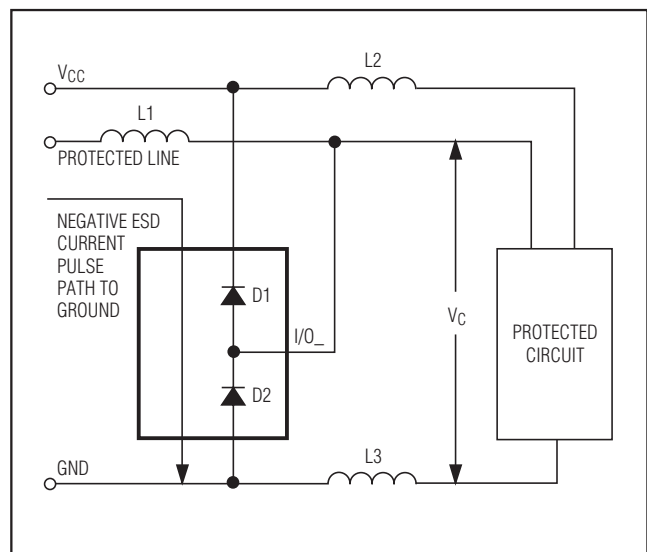 VCC
L2
L1
PROTECTED LINE
NEGATIVE ESD
CURRENT
PULSE
PATH TO
GROUND
D1
I/O_
D2
VC
PROTECTED
CIRCUIT
GND
L3